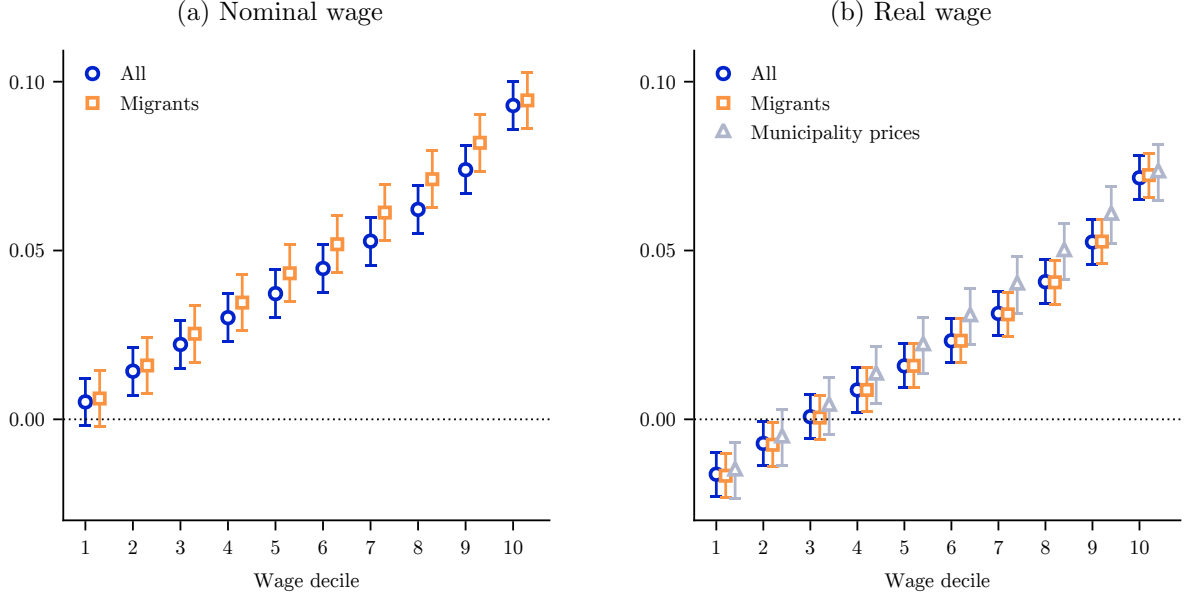 (a) Nominal wage
All
Migrants
0.10
0.05
0.00
1 2 3 4 5 6 7 8 9 10
Wage decile
(b) Real wage
All
Migrants
Municipality prices
0.10
0.05
0.00
1 2 3 4 5 6 7 8 9 10
Wage decile